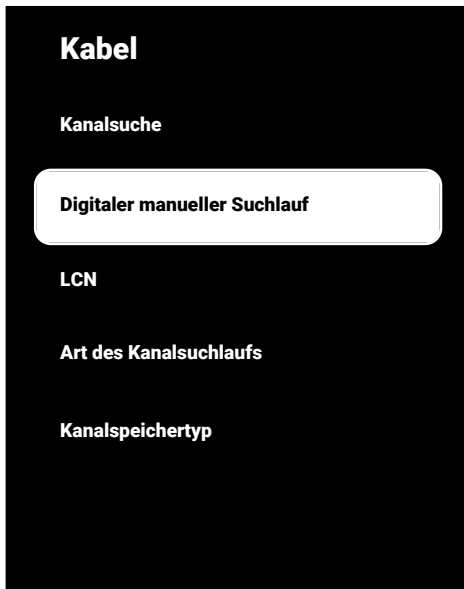 Kabel
Kanalsuche
Digitaler manueller Suchlauf
LCN
Art des Kanalsuchlaufs
Kanalspeichertyp